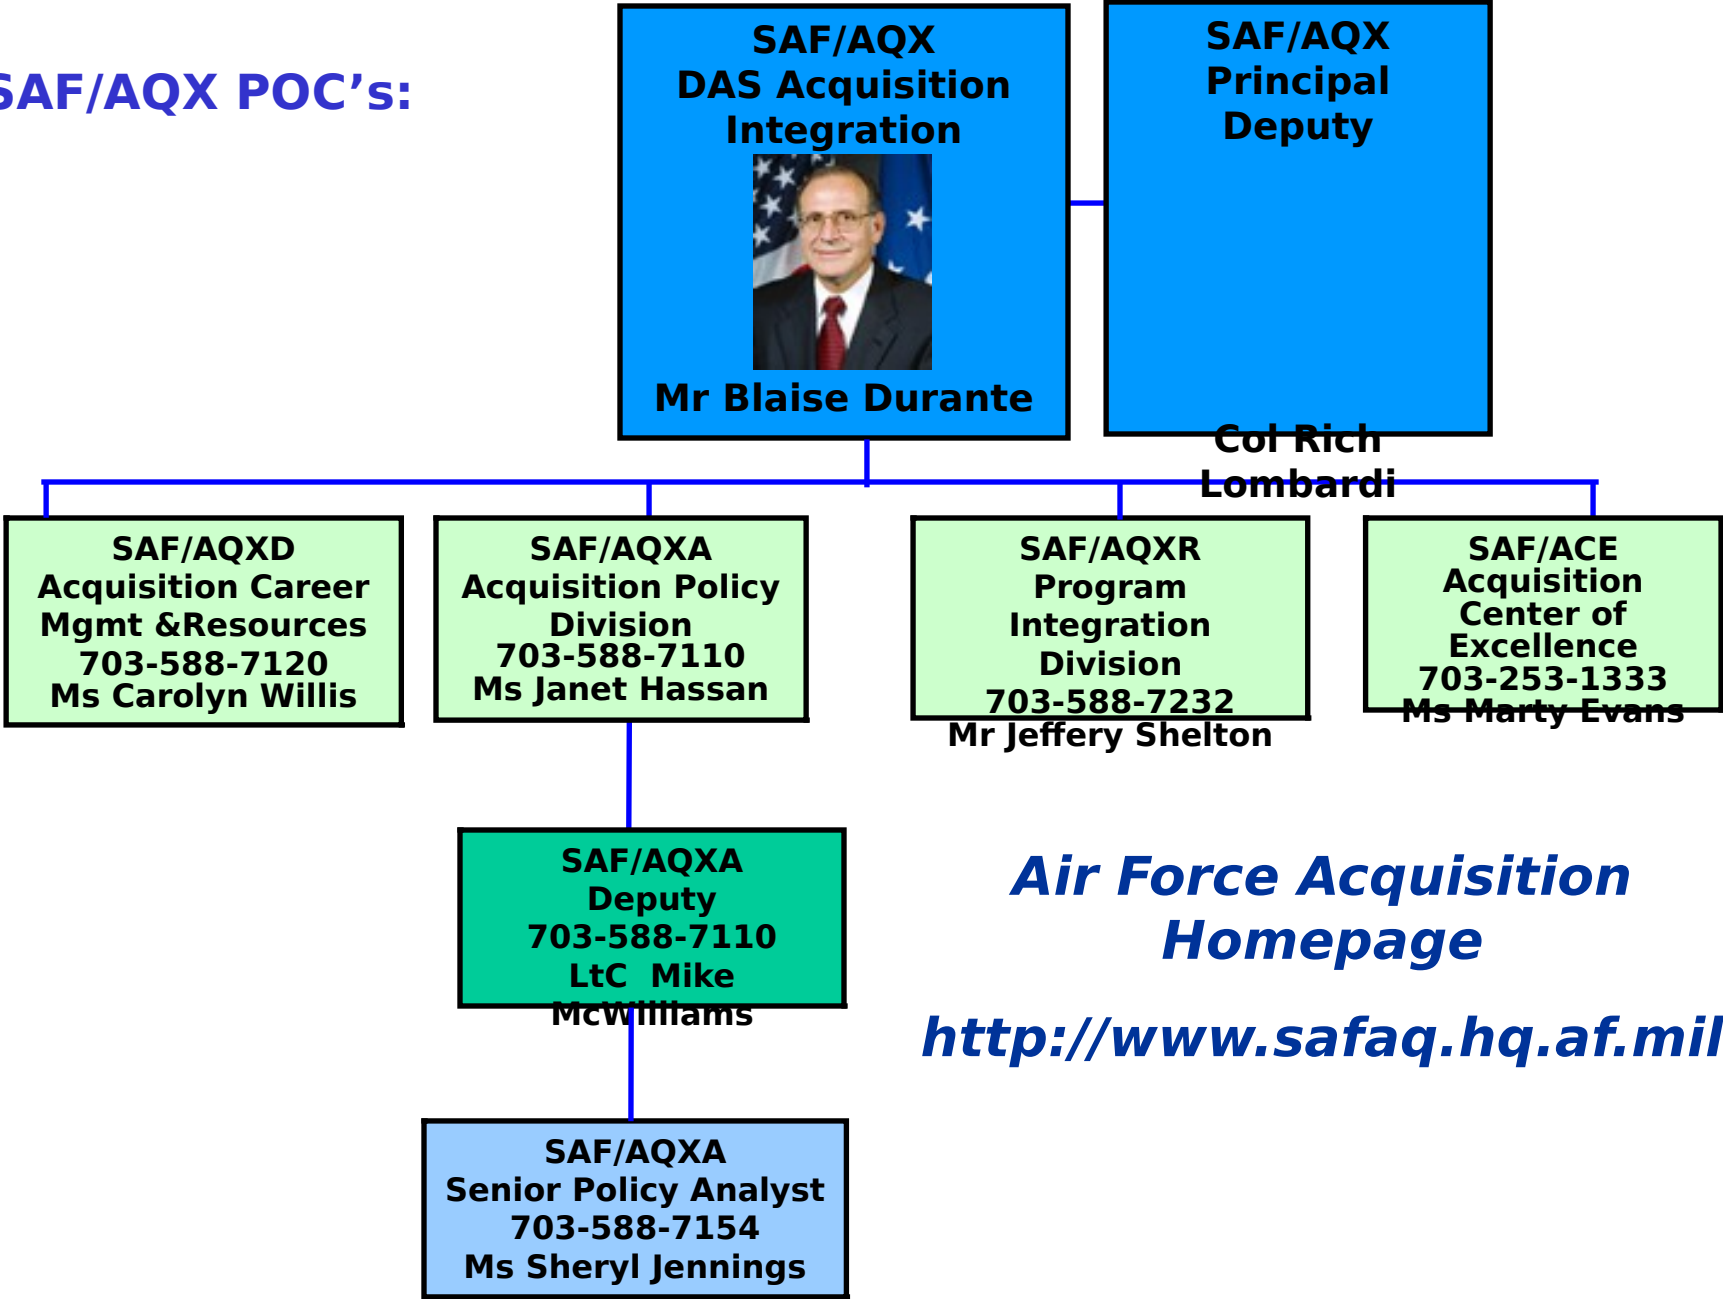 SAF/AQX POC’s:
SAF/AQX
DAS Acquisition
Integration
Mr Blaise Durante
SAF/AQX
Principal
Deputy
Col Rich
Lombardi
SAF/AQXD
Acquisition Career
Mgmt &Resources
703-588-7120
Ms Carolyn Willis
SAF/AQXA
Acquisition Policy
Division
703-588-7110
Ms Janet Hassan
SAF/AQXR
Program
Integration
Division
703-588-7232
Mr Jeffery Shelton
SAF/ACE
Acquisition
Center of
Excellence
703-253-1333
Ms Marty Evans
SAF/AQXA
Deputy
703-588-7110
LtC  Mike
McWilliams
Air Force Acquisition
Homepage
http://www.safaq.hq.af.mil
SAF/AQXA
Senior Policy Analyst
703-588-7154
Ms Sheryl Jennings